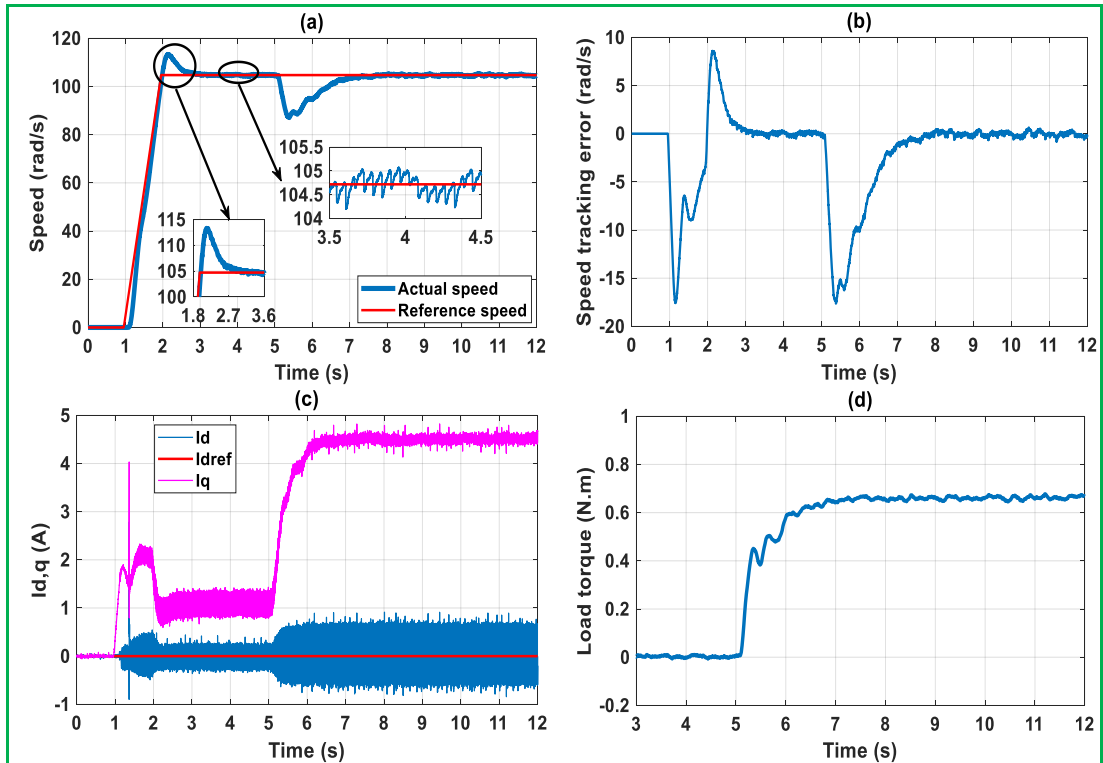 (a)
Speed (rad/s)
120
100
80
60
40
20
0
105.5
105
104.5
104
3.5 4 4.5
115
110
105
100
1.8 2.7 3.6
Actual speed
Reference speed
0 1 2 3 4 5 6 7 8 9 10 11 12
Time (s)
(b)
Speed tracking error (rad/s)
10
5
0
-5
-10
-15
-20
0 1 2 3 4 5 6 7 8 9 10 11 12
Time (s)
(c)
Id,q (A)
5
4
3
2
1
0
-1
Id
Idref
Iq
0 1 2 3 4 5 6 7 8 9 10 11 12
Time (s)
(d)
Load torque (N.m)
1
0.8
0.6
0.4
0.2
0
-0.2
3 4 5 6 7 8 9 10 11 12
Time (s)